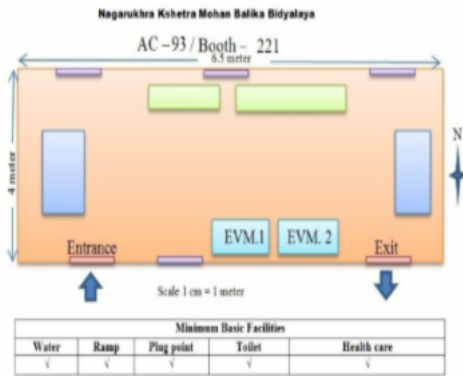 Nagarukhra Kshetra Mohan Balika Bidyalaya
AC –93 / Booth – 221
6.5 meter
4 meter
N
EVM.1 EVM. 2
Entrance Exit
Scale 1 cm = 1 meter
Minimum Basic Facilities
Water Ramp Plug point Toilet Health care
√ √ √ √ √